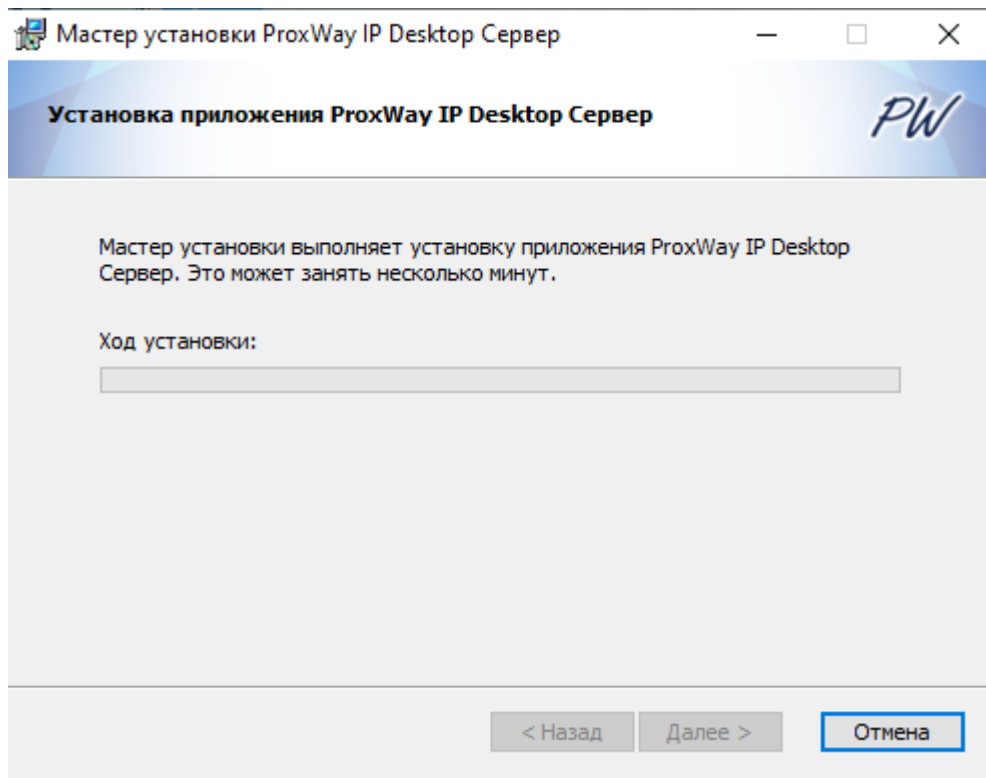 Мастер установки ProxWay IP Desktop Сервер
Установка приложения ProxWay IP Desktop Сервер
PW
Мастер установки выполняет установку приложения ProxWay IP Desktop
Сервер. Это может занять несколько минут.
Ход установки:
< Назад
Далее >
Отмена